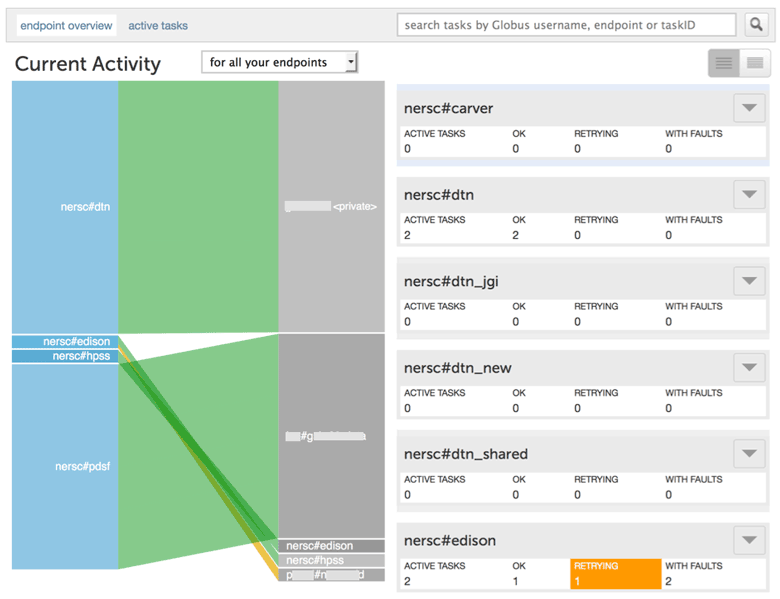 endpoint overview active tasks search tasks by Globus username, endpoint or taskID
Current Activity for all your endpoints
nersc#dtn
nersc#edison
nersc#hpss
nersc#pdsf
<private>
nersc#edison
nersc#hpss
nersc#carver
ACTIVE TASKS OK RETRYING WITH FAULTS
0 0 0 0
nersc#dtn
ACTIVE TASKS OK RETRYING WITH FAULTS
2 2 0 0
nersc#dtn_jgi
ACTIVE TASKS OK RETRYING WITH FAULTS
0 0 0 0
nersc#dtn_new
ACTIVE TASKS OK RETRYING WITH FAULTS
0 0 0 0
nersc#dtn_shared
ACTIVE TASKS OK RETRYING WITH FAULTS
0 0 0 0
nersc#edison
ACTIVE TASKS OK RETRYING WITH FAULTS
2 1 1 2